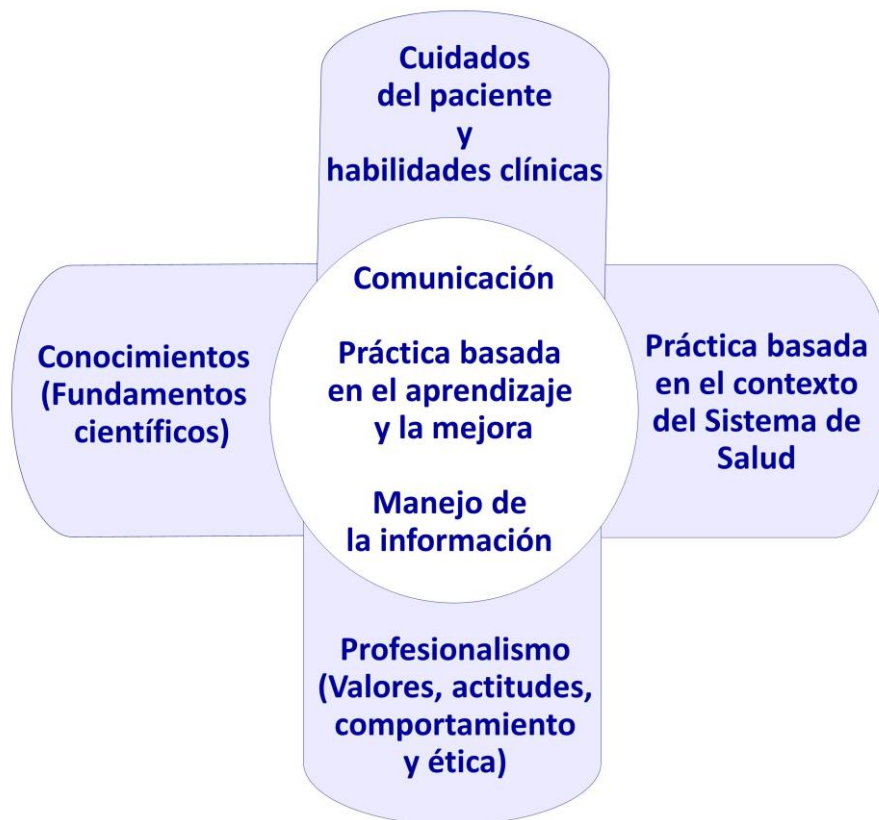 Cuidados
del paciente
y
habilidades clínicas
Comunicación
Práctica basada
en el aprendizaje
y la mejora
Manejo de
la información
Conocimientos
(Fundamentos
científicos)
Práctica basada
en el contexto
del Sistema de
Salud
Profesionalismo
(Valores, actitudes,
comportamiento
y ética)